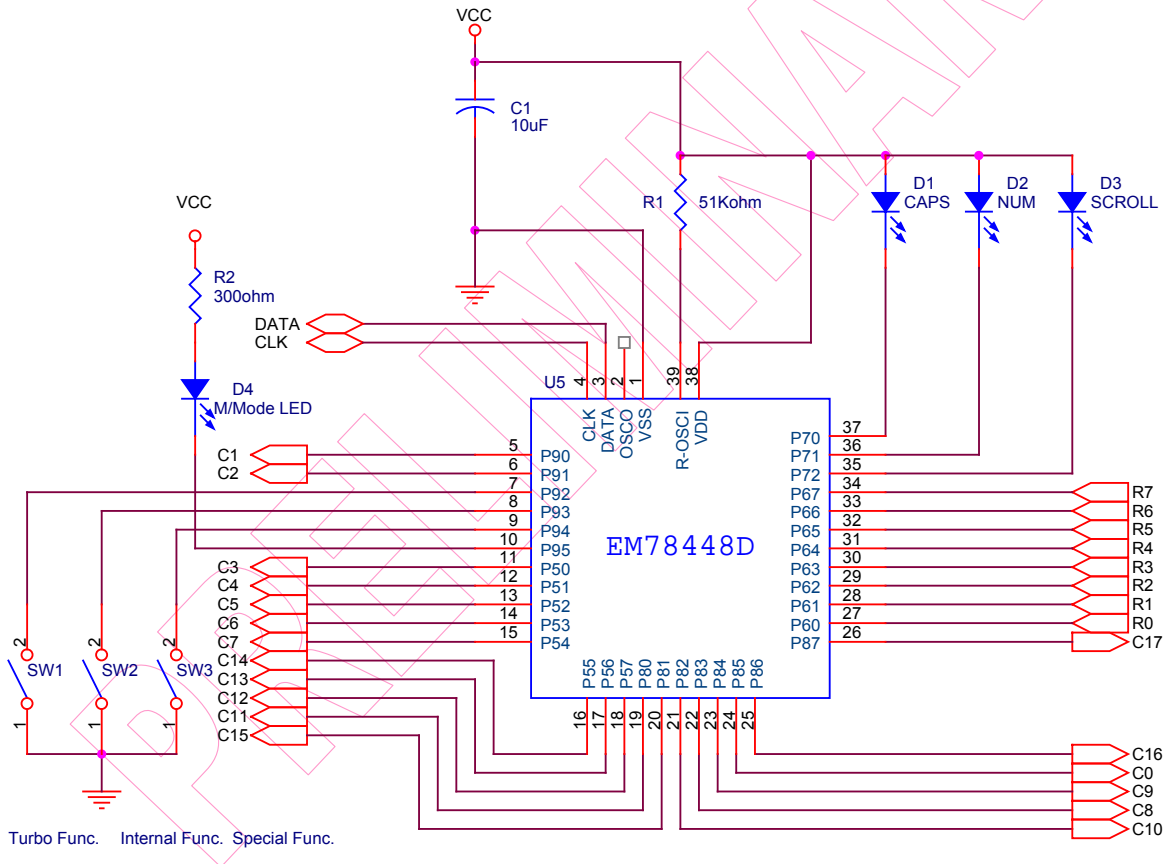 VCC
C1
10uF
R1
51Kohm
D1
CAPS
D2
NUM
D3
SCROLL
VCC
R2
300ohm
DATA
CLK
D4
M/Mode LED
U5
4
3
2
1
39
38
CLK
DATA
OSCO
VSS
R-OSCI
VDD
EM78448D
C1 5 P90
C2 6 P91
7 P92
8 P93
9 P94
10 P95
C3 11 P50
C4 12 P51
C5 13 P52
C6 14 P53
C7 15 P54
C14
C13
C12
C11
C15
P70 37
P71 36
P72 35
P67 34 R7
P66 33 R6
P65 32 R5
P64 31 R4
P63 30 R3
P62 29 R2
P61 28 R1
P60 27 R0
P87 26 C17
P55
P56
P57
P80
P81
P82
P83
P84
P85
P86
16
17
18
19
20
21
22
23
24
25
C16
C0
C9
C8
C10
2
SW1
1
2
SW2
1
2
SW3
1
Turbo Func. Internal Func. Special Func.